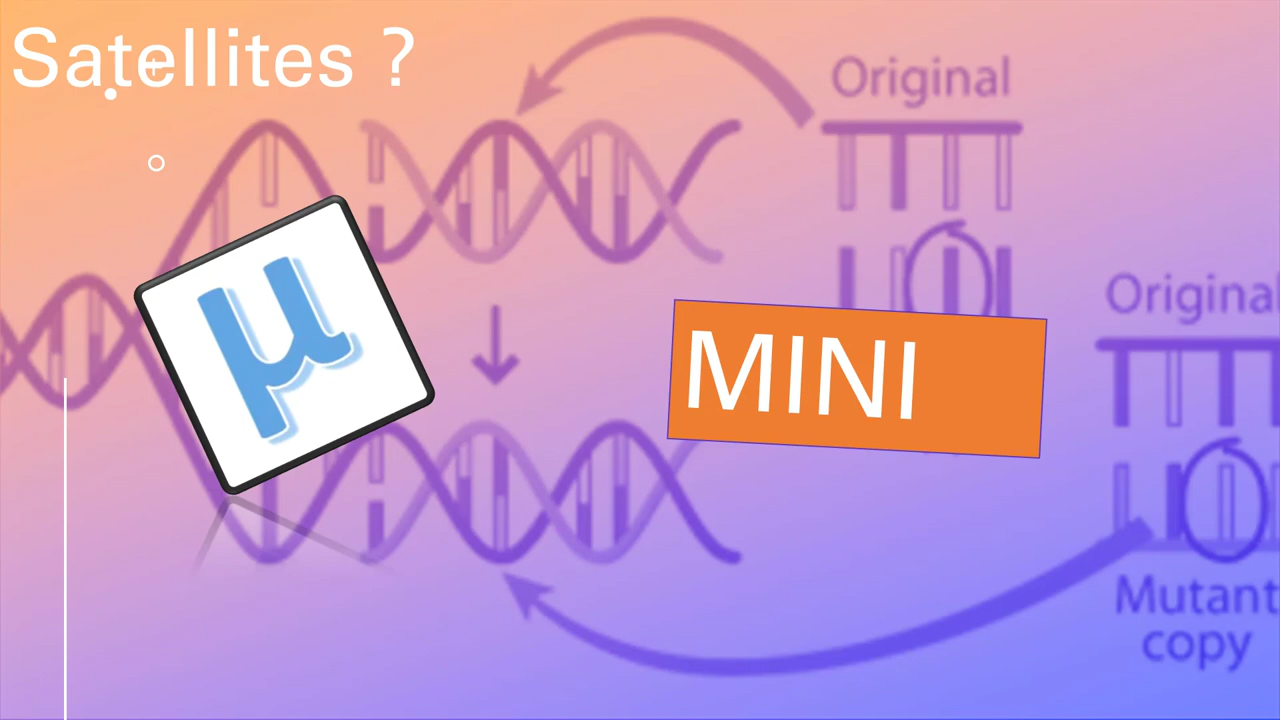 Satellites ?
Original
μ
MINI
Original
Mutant
copy